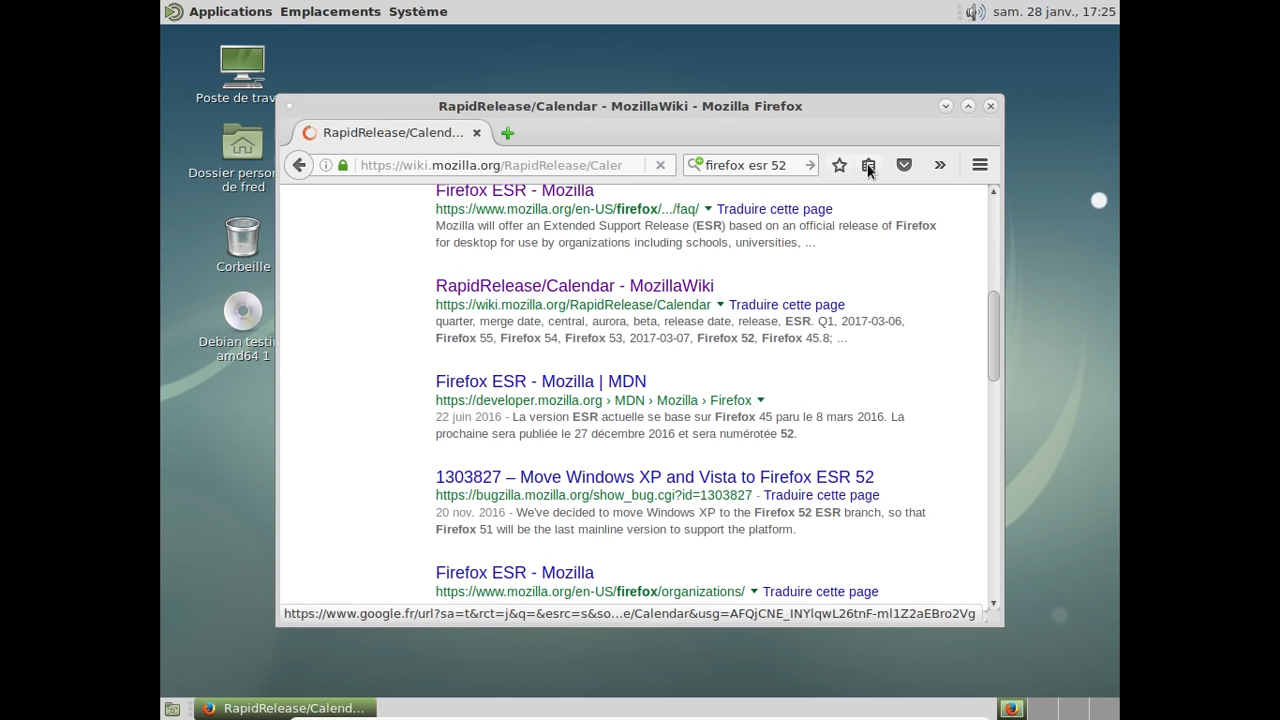 Applications Emplacements Système
sam. 28 janv., 17:25
Poste de trav
Dossier person
de fred
Corbeille
Debian testi
amd64 1
RapidRelease/Calendar - MozillaWiki - Mozilla Firefox
RapidRelease/Calend...
https://wiki.mozilla.org/RapidRelease/Caler
firefox esr 52
Firefox ESR - Mozilla
https://www.mozilla.org/en-US/firefox/.../faq/ Traduire cette page
Mozilla will offer an Extended Support Release (ESR) based on an official release of Firefox
for desktop for use by organizations including schools, universities, ...
RapidRelease/Calendar - MozillaWiki
https://wiki.mozilla.org/RapidRelease/Calendar Traduire cette page
quarter, merge date, central, aurora, beta, release date, release, ESR. Q1, 2017-03-06,
Firefox 55, Firefox 54, Firefox 53, 2017-03-07, Firefox 52, Firefox 45.8; ...
Firefox ESR - Mozilla | MDN
https://developer.mozilla.org › MDN › Mozilla › Firefox
22 juin 2016 - La version ESR actuelle se base sur Firefox 45 paru le 8 mars 2016. La
prochaine sera publiée le 27 décembre 2016 et sera numérotée 52.
1303827 – Move Windows XP and Vista to Firefox ESR 52
https://bugzilla.mozilla.org/show_bug.cgi?id=1303827 - Traduire cette page
20 nov. 2016 - We've decided to move Windows XP to the Firefox 52 ESR branch, so that
Firefox 51 will be the last mainline version to support the platform.
Firefox ESR - Mozilla
https://www.mozilla.org/en-US/firefox/organizations/ Traduire cette page
https://www.google.fr/url?sa=t&rct=j&q=&esrc=s&so...e/Calendar&usg=AFQjCNE_INYlqwL26tnF-ml1Z2aEBro2Vg
RapidRelease/Calend...